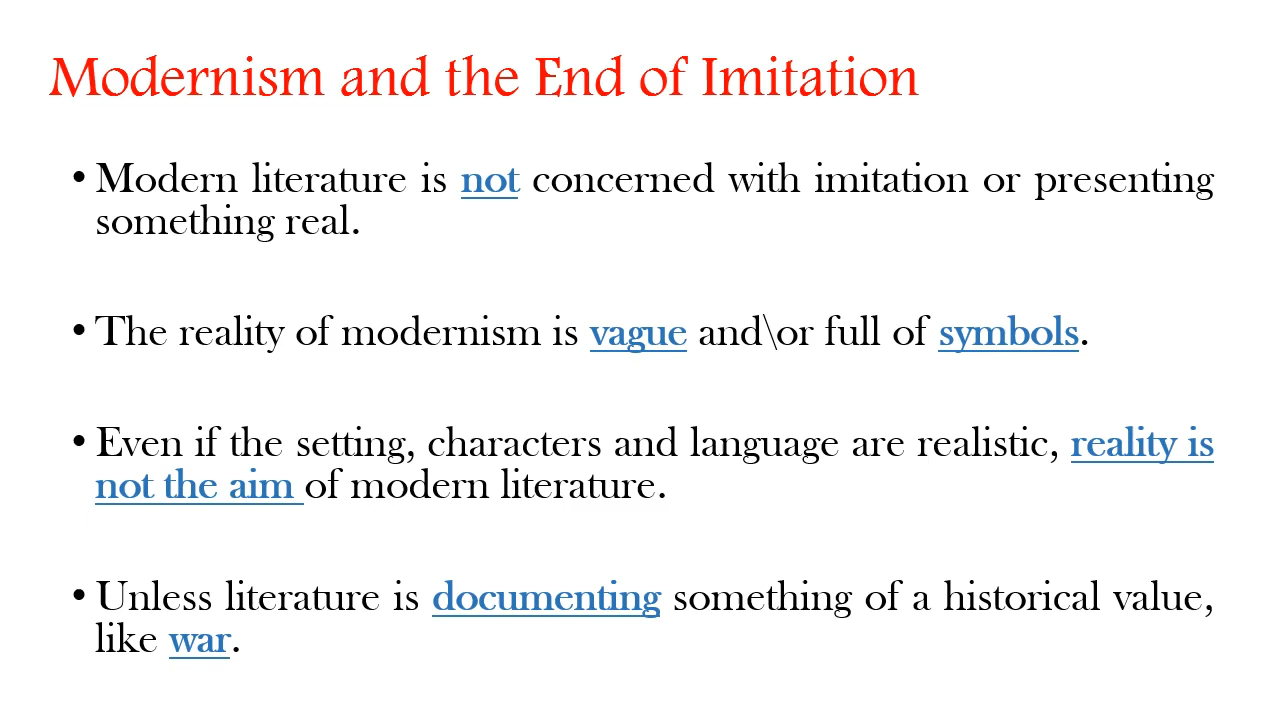 Modernism and the End of Imitation
• Modern literature is not concerned with imitation or presenting
something real.
• The reality of modernism is vague and\or full of symbols.
• Even if the setting, characters and language are realistic, reality is
not the aim of modern literature.
• Unless literature is documenting something of a historical value,
like war.